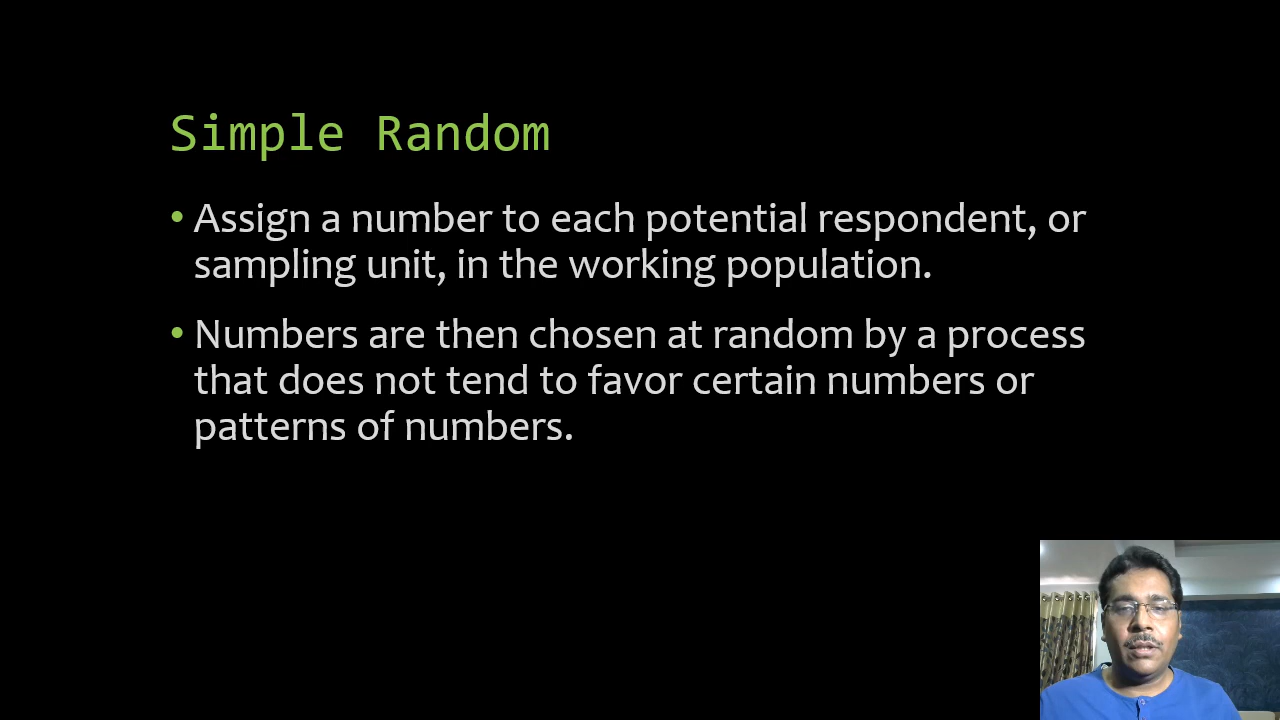 Simple Random
• Assign a number to each potential respondent, or
sampling unit, in the working population.
• Numbers are then chosen at random by a process
that does not tend to favor certain numbers or
patterns of numbers.